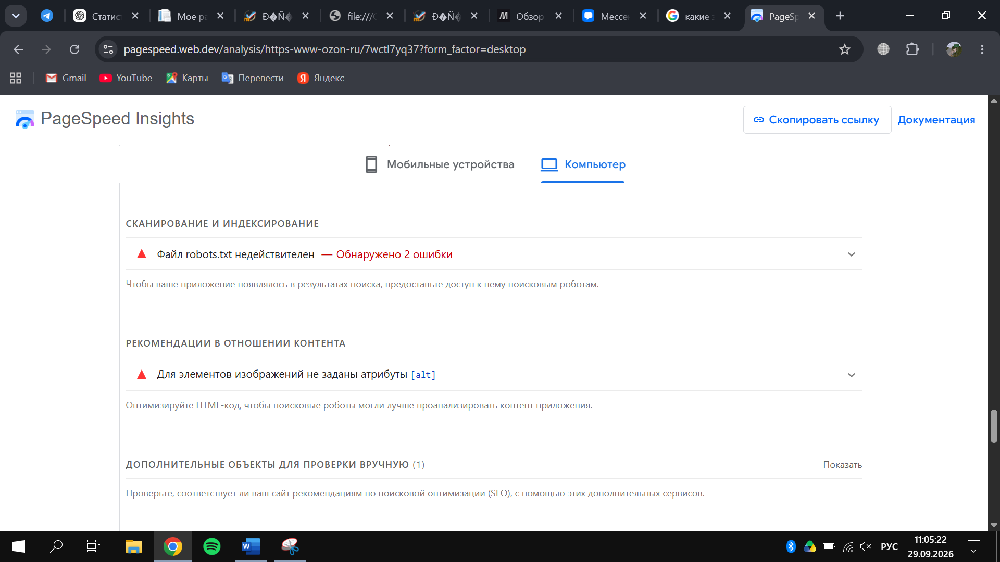 Статис
Мое ра
Ð�Ñ�
file:///
Ð�Ñ�
Обзор
Мессе
какие
PageSp
pagespeed.web.dev/analysis/https-www-ozon-ru/7wctl7yq37?form_factor=desktop
Gmail
YouTube
Карты
Перевести
Яндекс
PageSpeed Insights
Скопировать ссылку
Документация
Мобильные устройства
Компьютер
СКАНИРОВАНИЕ И ИНДЕКСИРОВАНИЕ
Файл robots.txt недействителен — Обнаружено 2 ошибки
Чтобы ваше приложение появлялось в результатах поиска, предоставьте доступ к нему поисковым роботам.
РЕКОМЕНДАЦИИ В ОТНОШЕНИИ КОНТЕНТА
Для элементов изображений не заданы атрибуты [alt]
Оптимизируйте HTML-код, чтобы поисковые роботы могли лучше проанализировать контент приложения.
ДОПОЛНИТЕЛЬНЫЕ ОБЪЕКТЫ ДЛЯ ПРОВЕРКИ ВРУЧНУЮ (1)
Показать
Проверьте, соответствует ли ваш сайт рекомендациям по поисковой оптимизации (SEO), с помощью этих дополнительных сервисов.
РУС
11:05:22
29.09.2026